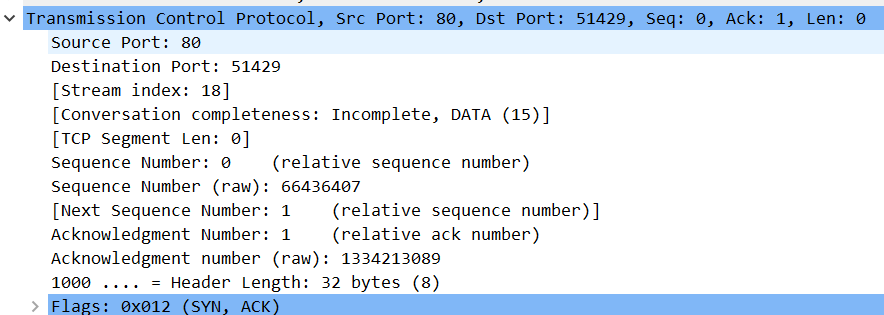 Transmission Control Protocol, Src Port: 80, Dst Port: 51429, Seq: 0, Ack: 1, Len: 0
Source Port: 80
Destination Port: 51429
[Stream index: 18]
[Conversation completeness: Incomplete, DATA (15)]
[TCP Segment Len: 0]
Sequence Number: 0    (relative sequence number)
Sequence Number (raw): 66436407
[Next Sequence Number: 1    (relative sequence number)]
Acknowledgment Number: 1    (relative ack number)
Acknowledgment number (raw): 1334213089
1000 .... = Header Length: 32 bytes (8)
Flags: 0x012 (SYN, ACK)